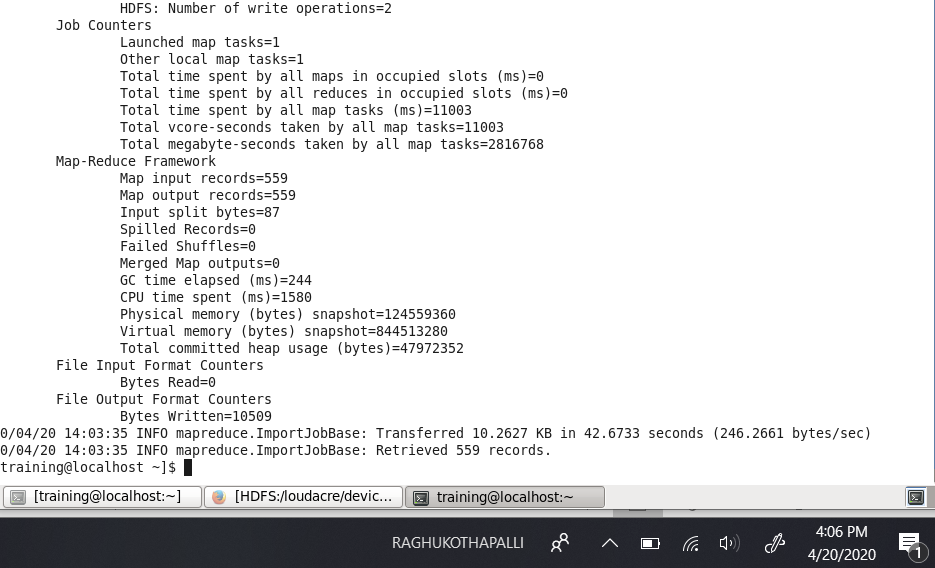 HDFS: Number of write operations=2
Job Counters
Launched map tasks=1
Other local map tasks=1
Total time spent by all maps in occupied slots (ms)=0
Total time spent by all reduces in occupied slots (ms)=0
Total time spent by all map tasks (ms)=11003
Total vcore-seconds taken by all map tasks=11003
Total megabyte-seconds taken by all map tasks=2816768
Map-Reduce Framework
Map input records=559
Map output records=559
Input split bytes=87
Spilled Records=0
Failed Shuffles=0
Merged Map outputs=0
GC time elapsed (ms)=244
CPU time spent (ms)=1580
Physical memory (bytes) snapshot=124559360
Virtual memory (bytes) snapshot=844513280
Total committed heap usage (bytes)=47972352
File Input Format Counters
Bytes Read=0
File Output Format Counters
Bytes Written=10509
0/04/20 14:03:35 INFO mapreduce.ImportJobBase: Transferred 10.2627 KB in 42.6733 seconds (246.2661 bytes/sec)
0/04/20 14:03:35 INFO mapreduce.ImportJobBase: Retrieved 559 records.
training@localhost ~]$
[training@localhost:~] [HDFS:/loudacre/devic... training@localhost:~
RAGHUKOTHAPALLI 4:06 PM
4/20/2020 1